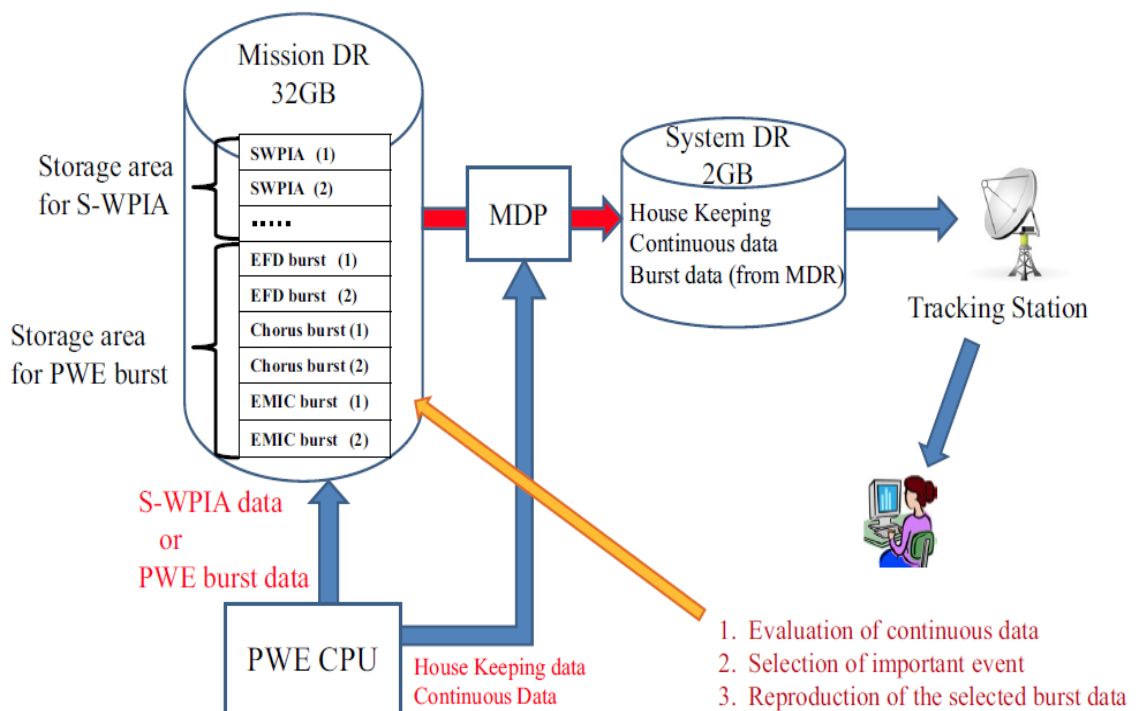 Mission DR
32GB
Storage area
for S-WPIA
SWPIA (1)
SWPIA (2)
.....
EFD burst (1)
EFD burst (2)
Chorus burst (1)
Chorus burst (2)
EMIC burst (1)
EMIC burst (2)
Storage area
for PWE burst
MDP
System DR
2GB
House Keeping
Continuous data
Burst data (from MDR)
Tracking Station
S-WPIA data
or
PWE burst data
PWE CPU
House Keeping data
Continuous Data
1. Evaluation of continuous data
2. Selection of important event
3. Reproduction of the selected burst data